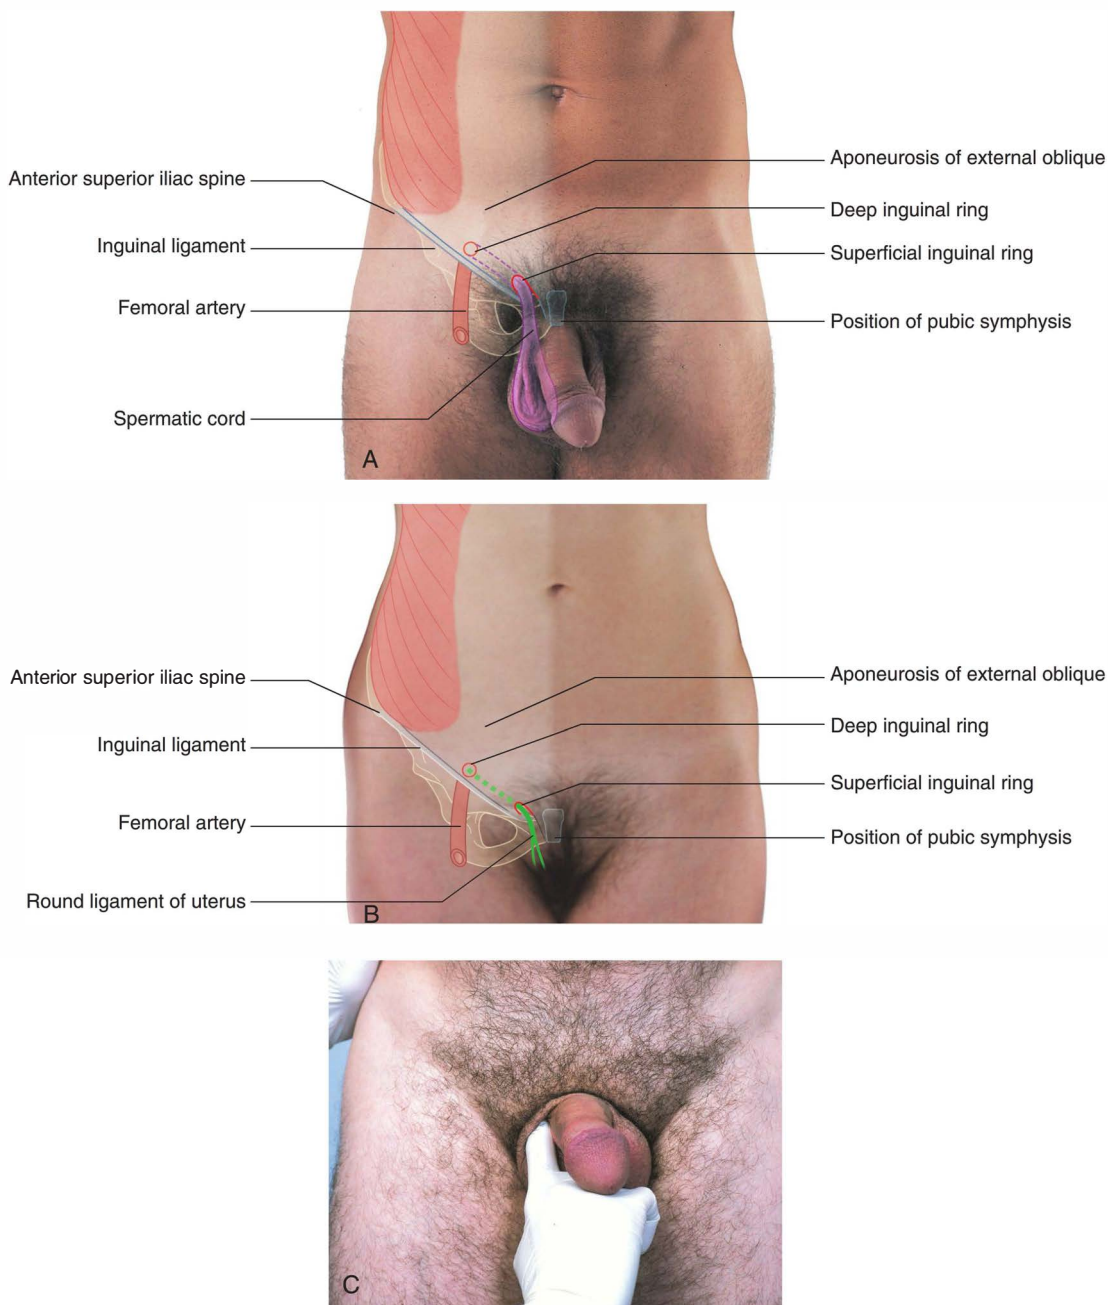 Anterior superior iliac spine
Inguinal ligament
Femoral artery
Spermatic cord
Aponeurosis of external oblique
Deep inguinal ring
Superficial inguinal ring
Position of pubic symphysis
A
Anterior superior iliac spine
Inguinal ligament
Femoral artery
Round ligament of uterus
Aponeurosis of external oblique
Deep inguinal ring
Superficial inguinal ring
Position of pubic symphysis
B
C